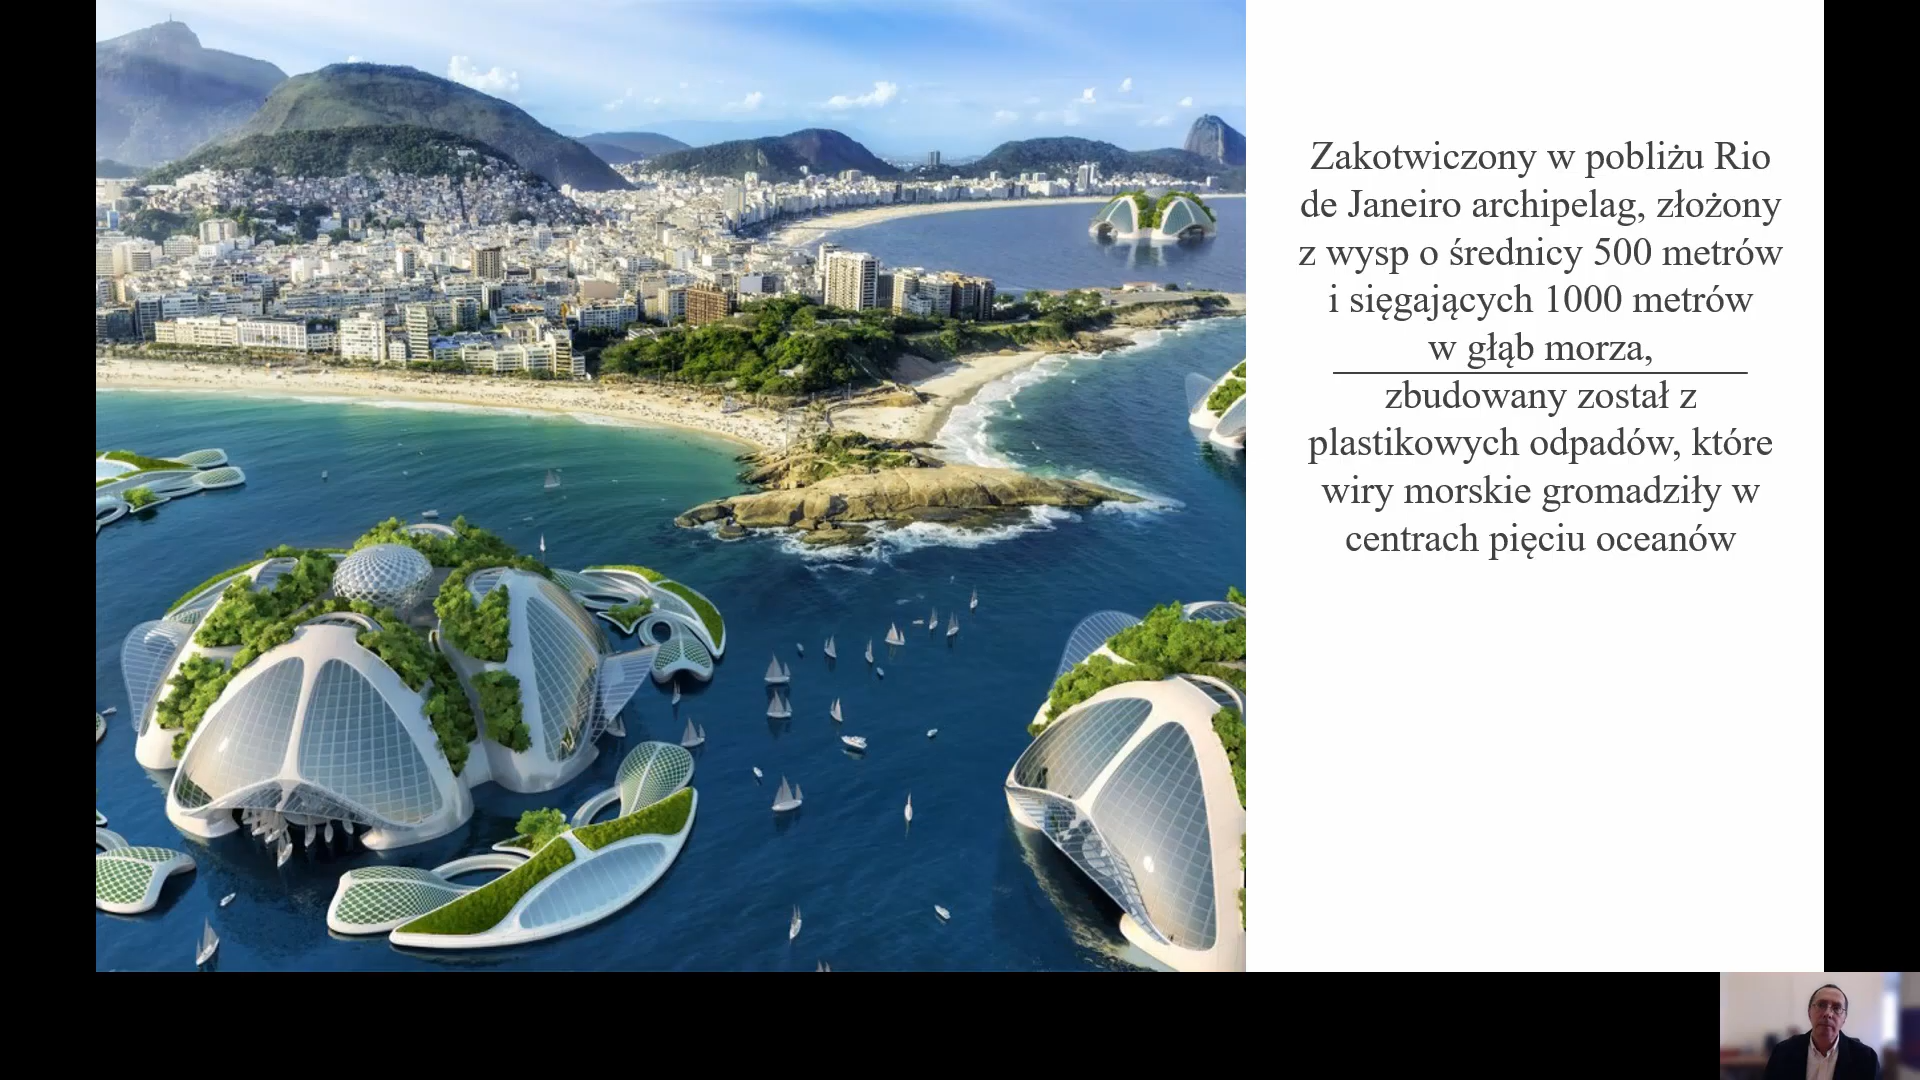 Zakotwiczony w pobliżu Rio
de Janeiro archipelag, złożony
z wysp o średnicy 500 metrów
i sięgających 1000 metrów
w głąb morza,
zbudowany został z
plastikowych odpadów, które
wiry morskie gromadziły w
centrach pięciu oceanów